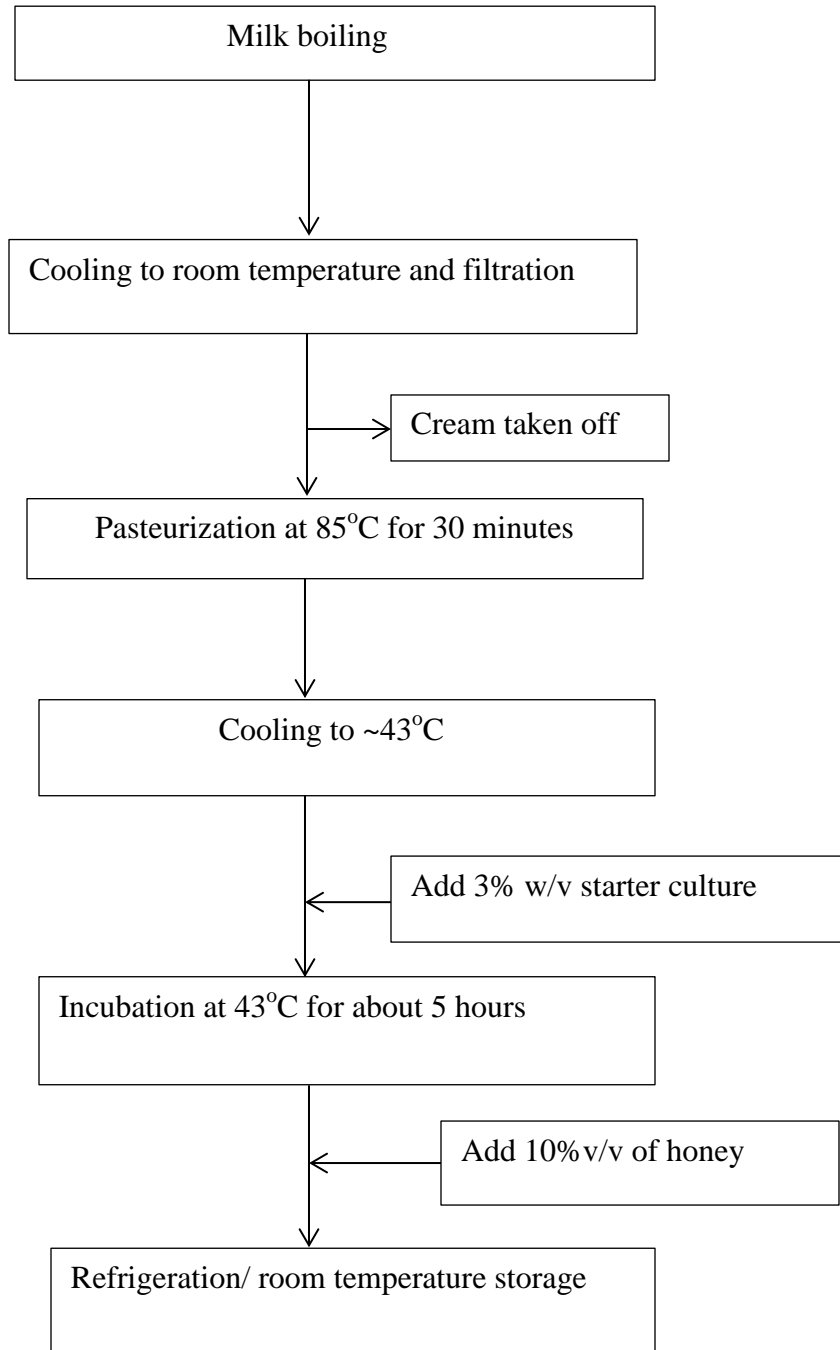 Milk boiling
Cooling to room temperature and filtration
Cream taken off
Pasteurization at 85°C for 30 minutes
Cooling to ~43°C
Add 3% w/v starter culture
Incubation at 43°C for about 5 hours
Add 10%v/v of honey
Refrigeration/ room temperature storage